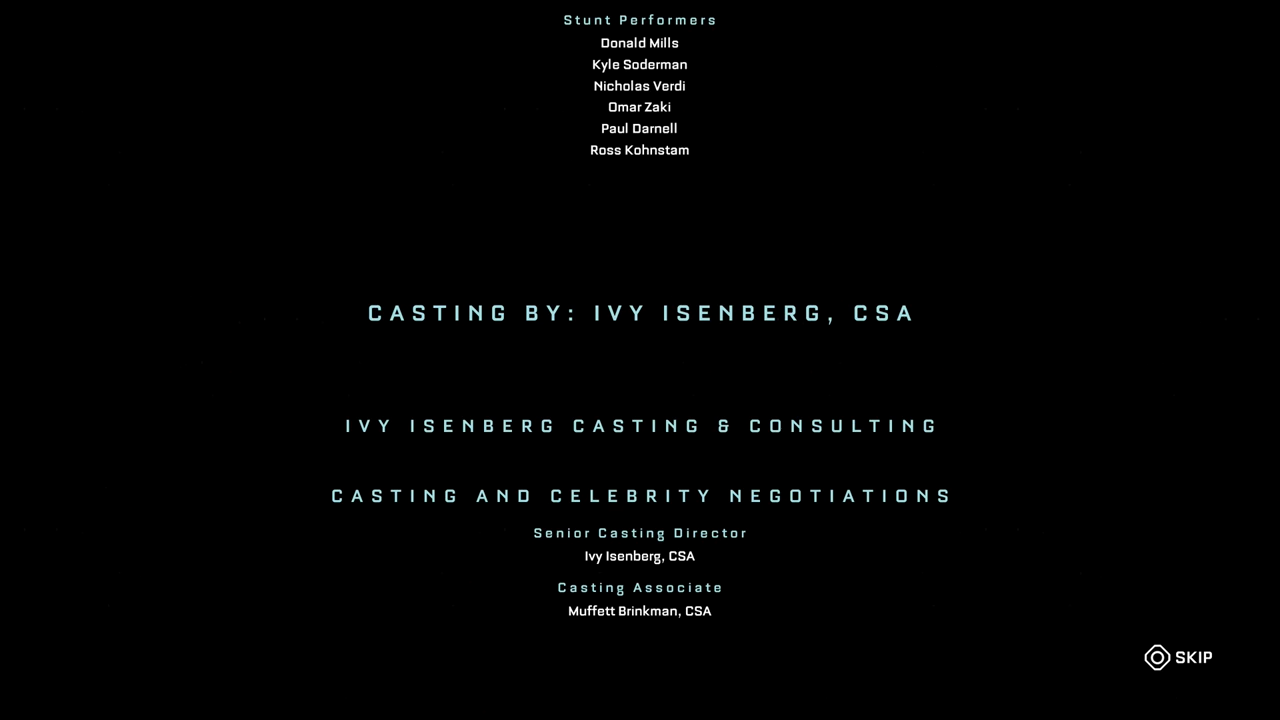 Stunt Performers
Donald Mills
Kyle Soderman
Nicholas Verdi
Omar Zaki
Paul Darnell
Ross Kohnstam
CASTING BY: IVY ISENBERG, CSA
IVY ISENBERG CASTING & CONSULTING
CASTING AND CELEBRITY NEGOTIATIONS
Senior Casting Director
Ivy Isenberg, CSA
Casting Associate
Muffett Brinkman, CSA
SKIP